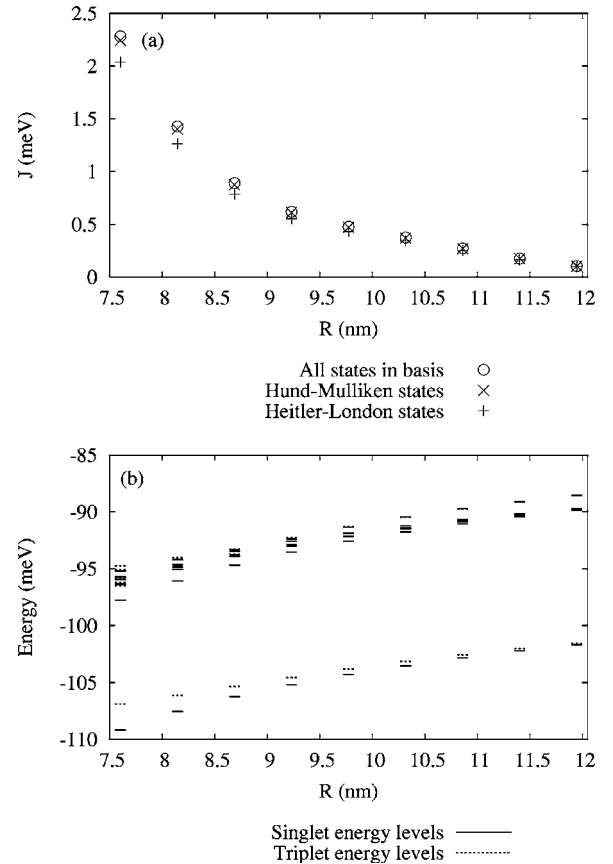 2.5
(a)
2
1.5
J (meV)
1
0.5
0
7.5 8 8.5 9 9.5 10 10.5 11 11.5 12
R (nm)
All states in basis
Hund-Mulliken states
Heitler-London states
-85
(b)
-90
-95
Energy (meV)
-100
-105
-110
7.5 8 8.5 9 9.5 10 10.5 11 11.5 12
R (nm)
Singlet energy levels
Triplet energy levels